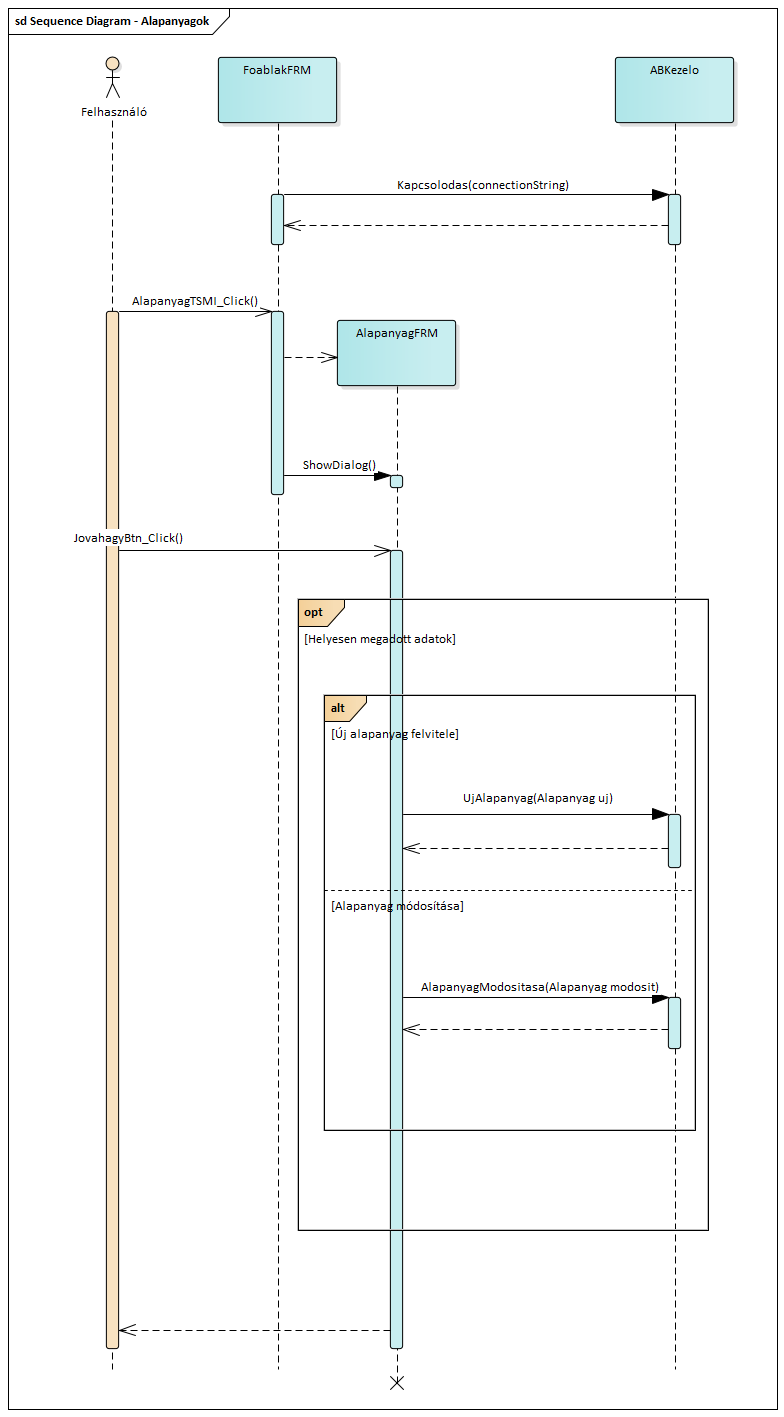 sd Sequence Diagram - Alapanyagok
Felhasználó
FoablakFRM
ABKezelo
Kapcsolodas(connectionString)
AlapanyagTSMI_Click()
AlapanyagFRM
ShowDialog()
JovahagyBtn_Click()
opt
[Helyesen megadott adatok]
alt
[Új alapanyag felvitele]
UjAlapanyag(Alapanyag uj)
[Alapanyag módosítása]
AlapanyagModositasa(Alapanyag modosit)